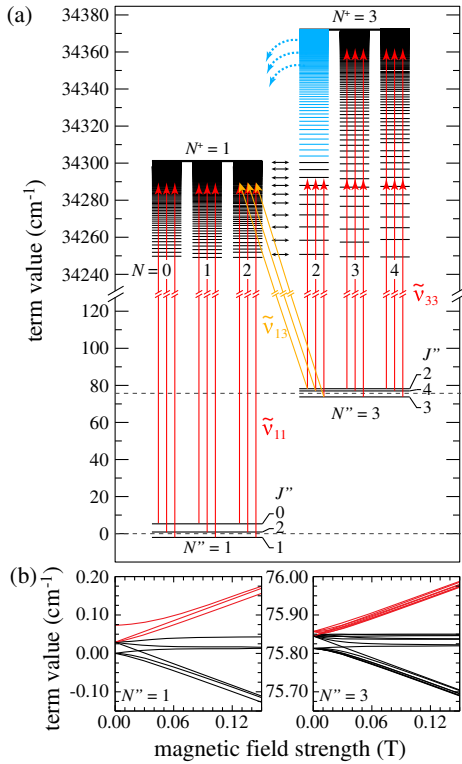 (a)
N⁺ = 3
34380
34360
34340
34320
34300
34280
34260
34240
80
60
40
20
0
term value (cm⁻¹)
N⁺ = 1
N = 0
1
2
2
3
4
ν̃₃₃
ν̃₁₃
J''
2
4
3
N'' = 3
ν̃₁₁
J''
0
2
1
N'' = 1
(b)
0.20
0.10
0.00
-0.10
term value (cm⁻¹)
N'' = 1
0.00
0.06
0.12
76.00
75.90
75.80
75.70
N'' = 3
0.00
0.06
0.12
magnetic field strength (T)